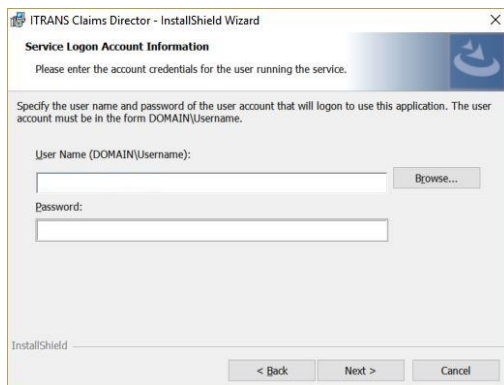 ITRANS Claims Director - InstallShield Wizard
Service Logon Account Information
Please enter the account credentials for the user running the service.
Specify the user name and password of the user account that will logon to use this application. The user
account must be in the form DOMAIN\Username.
User Name (DOMAIN\Username):
Browse...
Password:
InstallShield
< Back Next > Cancel